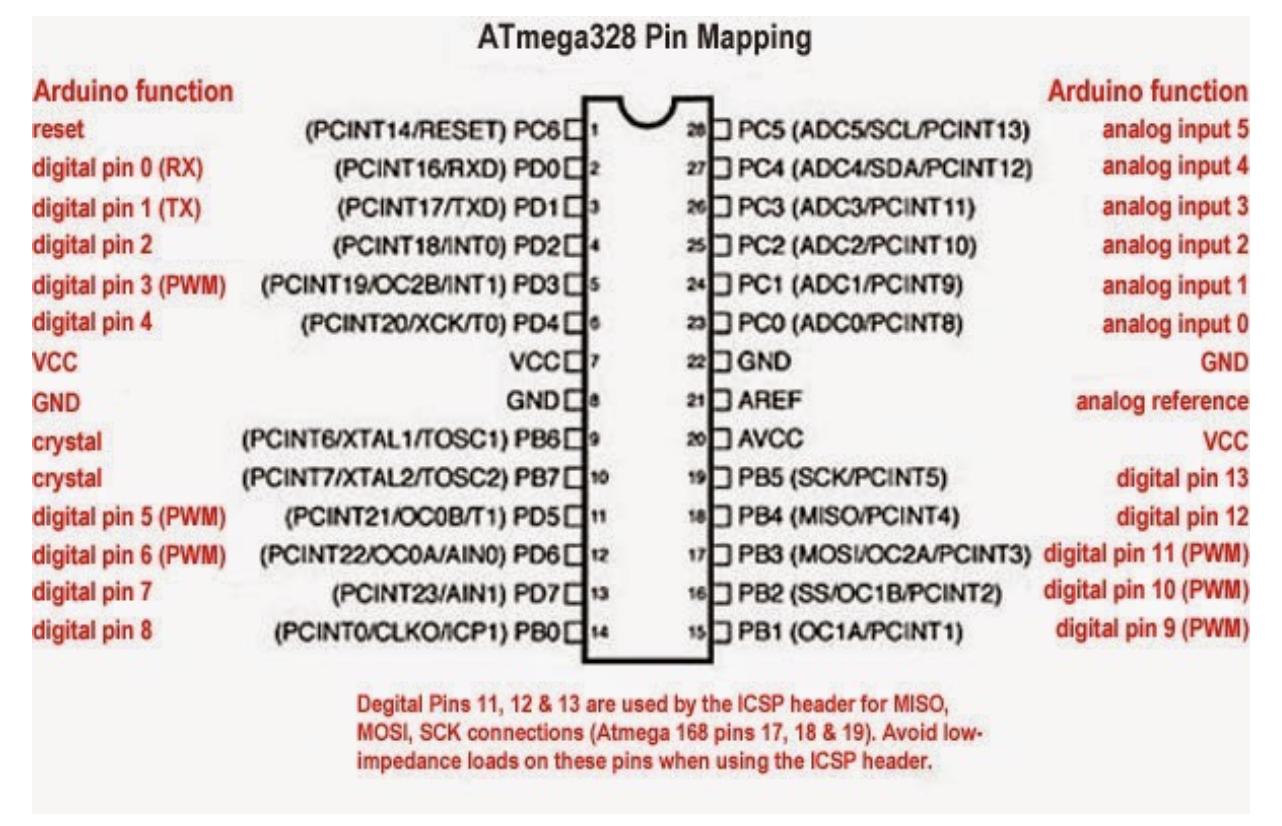 ATmega328 Pin Mapping
Arduino function Arduino function
reset (PCINT14/RESET) PC6 1 28 PC5 (ADC5/SCL/PCINT13) analog input 5
digital pin 0 (RX) (PCINT16/RXD) PD0 2 27 PC4 (ADC4/SDA/PCINT12) analog input 4
digital pin 1 (TX) (PCINT17/TXD) PD1 3 26 PC3 (ADC3/PCINT11) analog input 3
digital pin 2 (PCINT18/INT0) PD2 4 25 PC2 (ADC2/PCINT10) analog input 2
digital pin 3 (PWM) (PCINT19/OC2B/INT1) PD3 5 24 PC1 (ADC1/PCINT9) analog input 1
digital pin 4 (PCINT20/XCK/T0) PD4 6 23 PC0 (ADC0/PCINT8) analog input 0
VCC VCC 7 22 GND GND
GND GND 8 21 AREF analog reference
crystal (PCINT6/XTAL1/TOSC1) PB6 9 20 AVCC VCC
crystal (PCINT7/XTAL2/TOSC2) PB7 10 19 PB5 (SCK/PCINT5) digital pin 13
digital pin 5 (PWM) (PCINT21/OC0B/T1) PD5 11 18 PB4 (MISO/PCINT4) digital pin 12
digital pin 6 (PWM) (PCINT22/OC0A/AIN0) PD6 12 17 PB3 (MOSI/OC2A/PCINT3) digital pin 11 (PWM)
digital pin 7 (PCINT23/AIN1) PD7 13 16 PB2 (SS/OC1B/PCINT2) digital pin 10 (PWM)
digital pin 8 (PCINT0/CLKO/ICP1) PB0 14 15 PB1 (OC1A/PCINT1) digital pin 9 (PWM)
Degital Pins 11, 12 & 13 are used by the ICSP header for MISO,
MOSI, SCK connections (Atmega 168 pins 17, 18 & 19). Avoid low-
impedance loads on these pins when using the ICSP header.